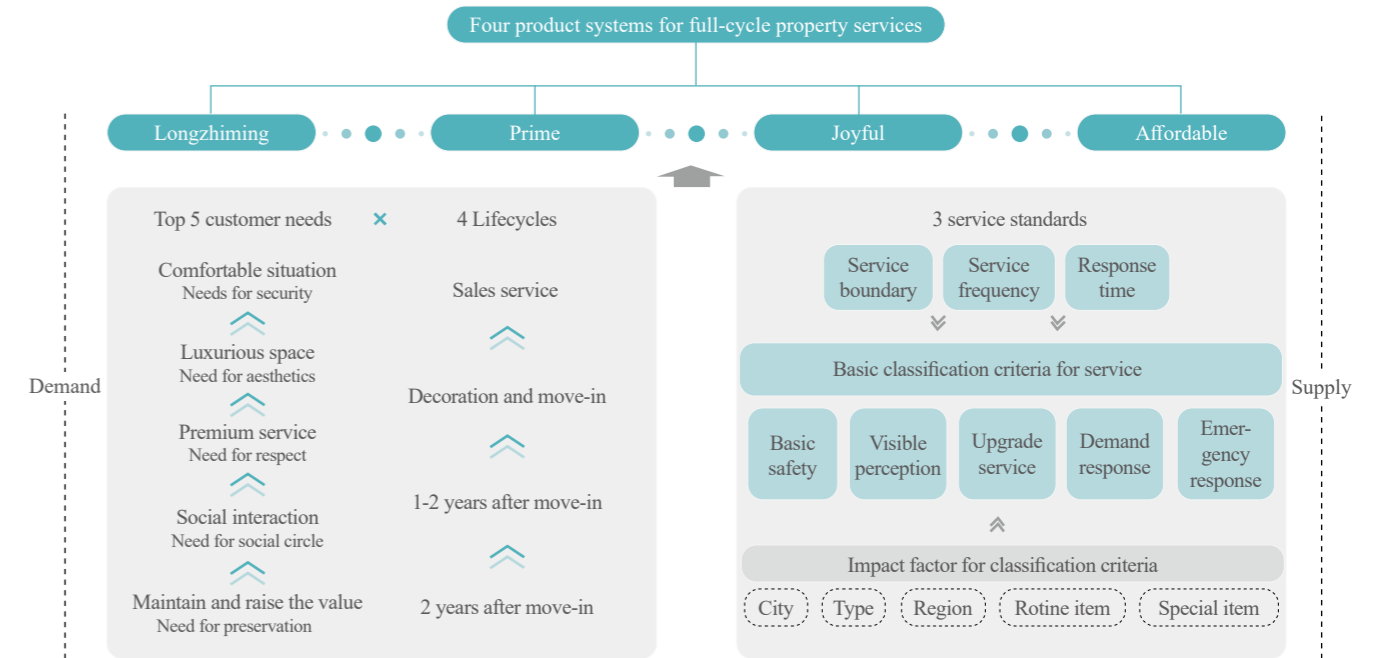 Four product systems for full-cycle property services
Longzhiming
Prime
Joyful
Affordable
Demand
Top 5 customer needs
×
4 Lifecycles
Comfortable situation
Needs for security
Luxurious space
Need for aesthetics
Premium service
Need for respect
Social interaction
Need for social circle
Maintain and raise the value
Need for preservation
Sales service
Decoration and move-in
1-2 years after move-in
2 years after move-in
3 service standards
Service
boundary
Service
frequency
Response
time
Basic classification criteria for service
Basic
safety
Visible
perception
Upgrade
service
Demand
response
Emer-
gency
response
Impact factor for classification criteria
City
Type
Region
Rotine item
Special item
Supply